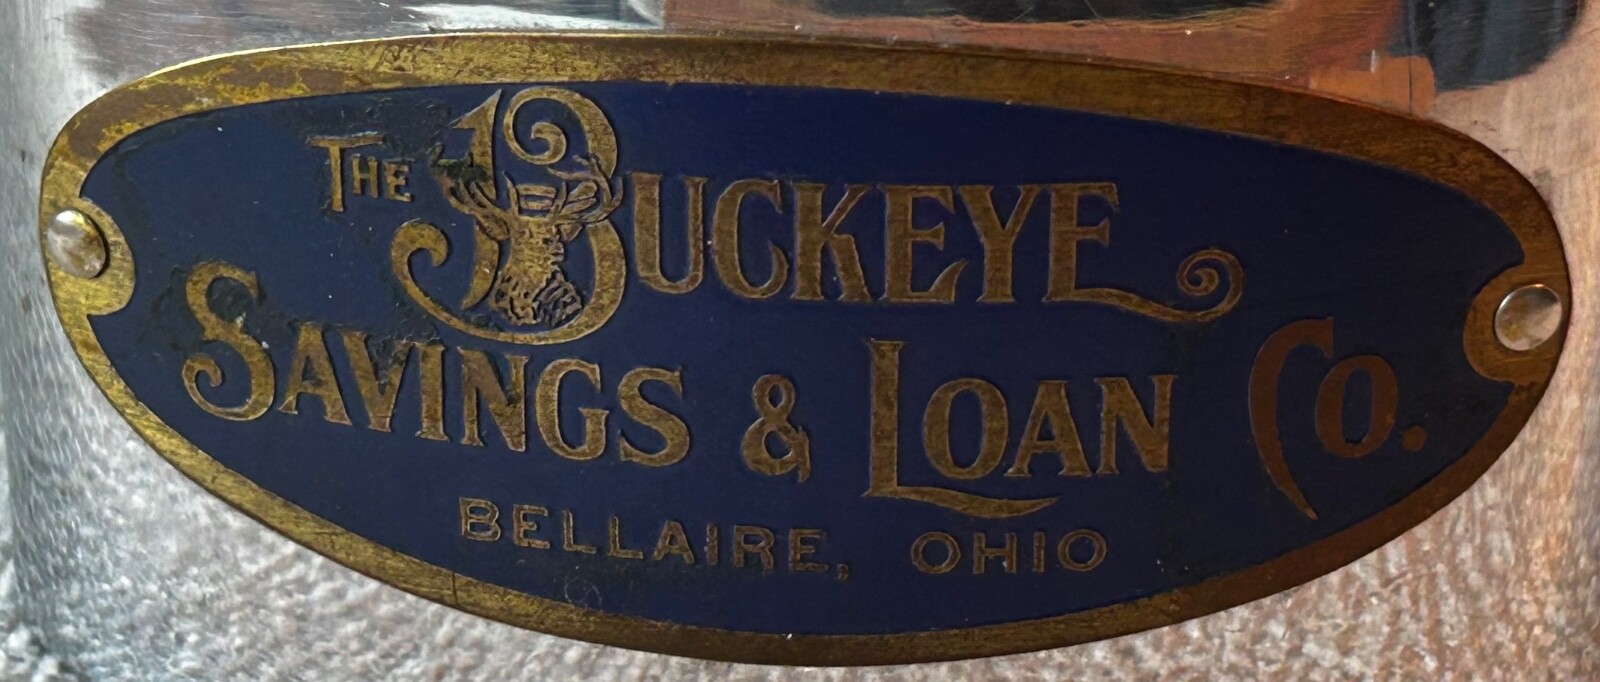 THE BUCKEYE
SAVINGS & LOAN CO.
BELLAIRE, OHIO